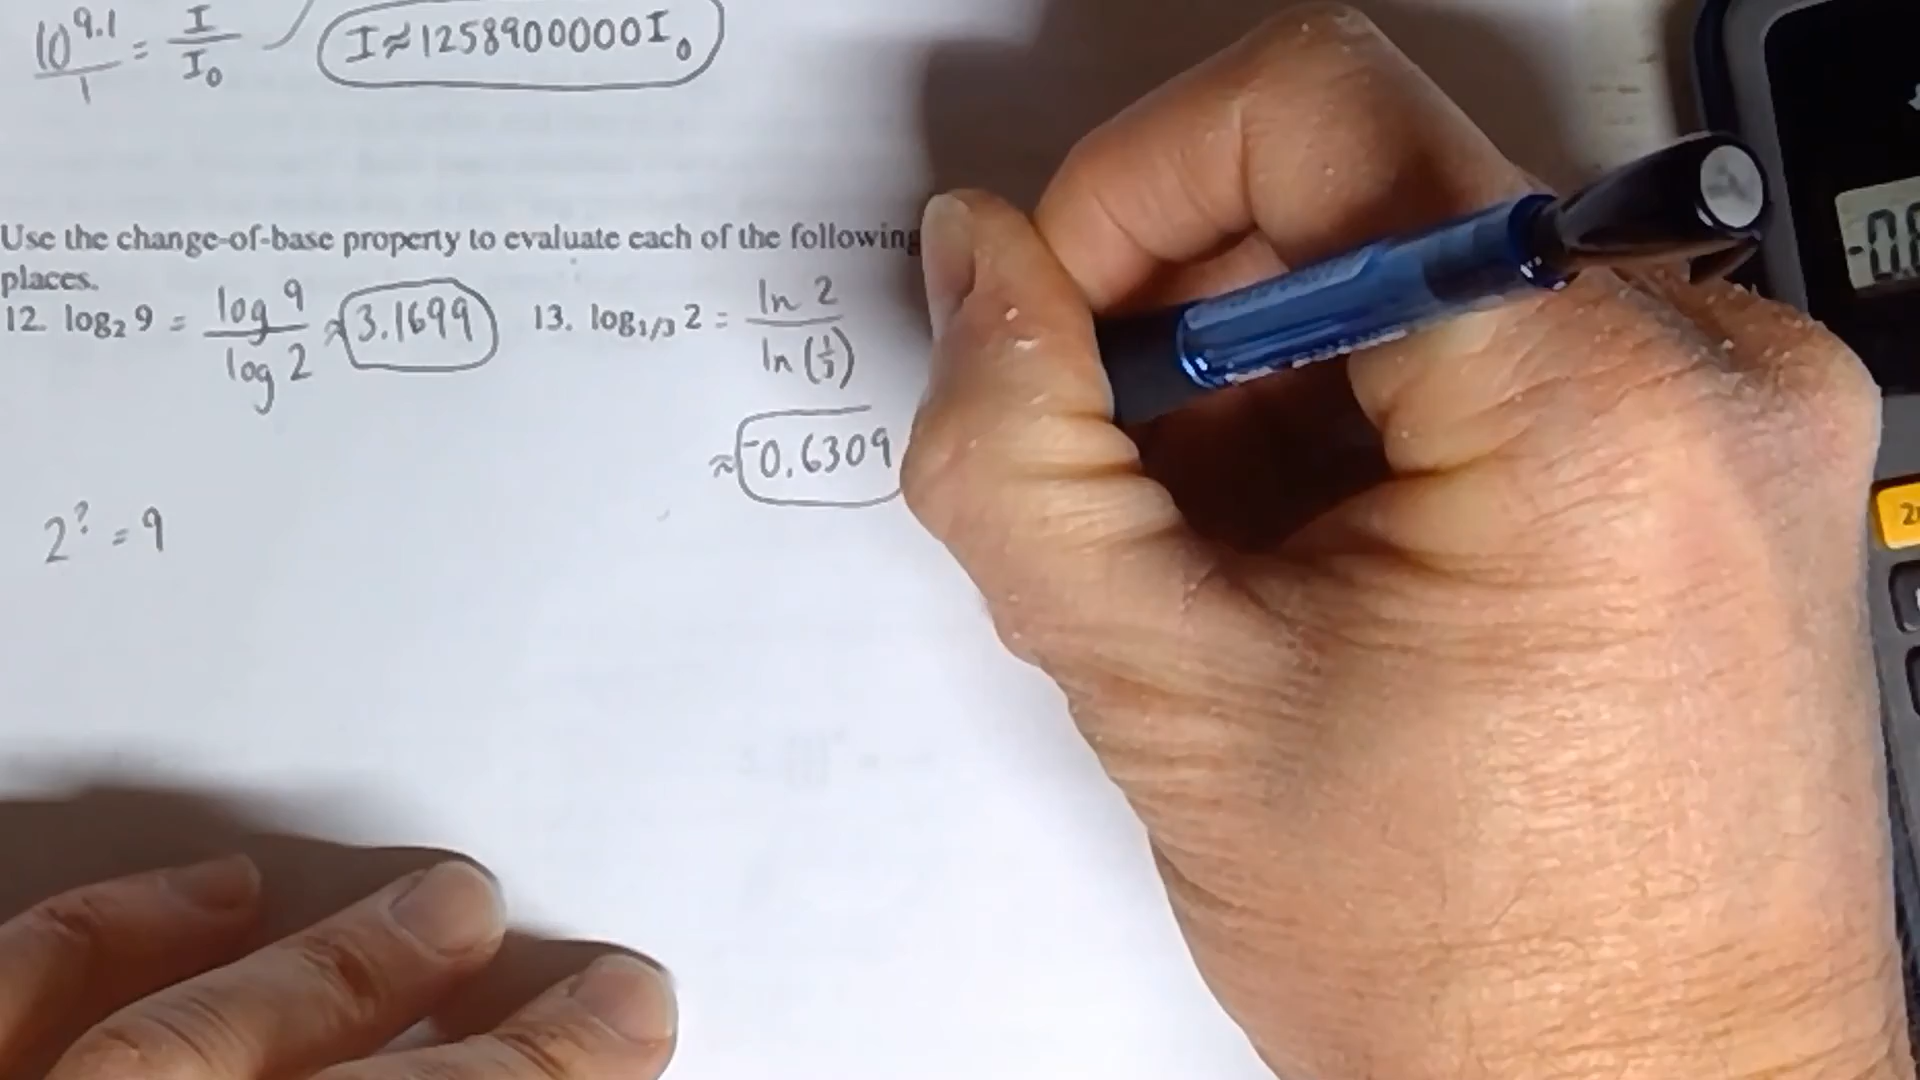 10^9.1 / 1 = I / I₀ I ≈ 1258900000I₀
Use the change-of-base property to evaluate each of the following
places.
12. log₂ 9 = log 9 / log 2 ≈ 3.1699 13. log₁/₃ 2 = ln 2 / ln (1/3)
≈ -0.6309
2^? = 9